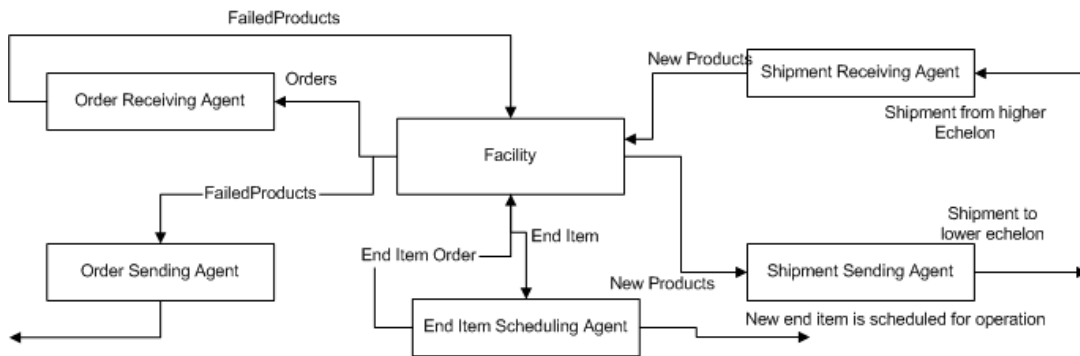 FailedProducts
New Products
Shipment Receiving Agent
Orders
Order Receiving Agent
Shipment from higher
Echelon
Facility
FailedProducts
Shipment to
lower echelon
End Item
End Item Order
Order Sending Agent
Shipment Sending Agent
New Products
End Item Scheduling Agent
New end item is scheduled for operation